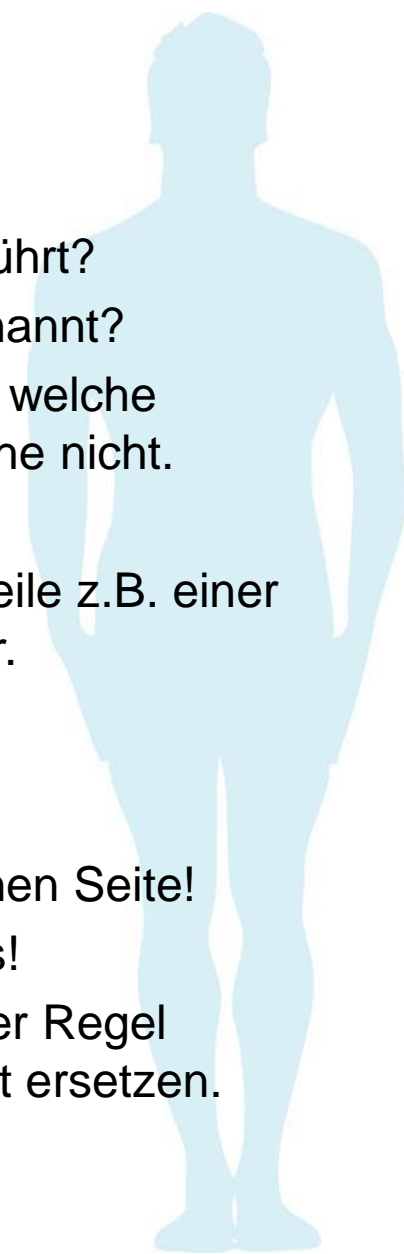 ührt?
nannt?
welche
ne nicht.
eile z.B. einer
r.
nen Seite!
s!
er Regel
t ersetzen.